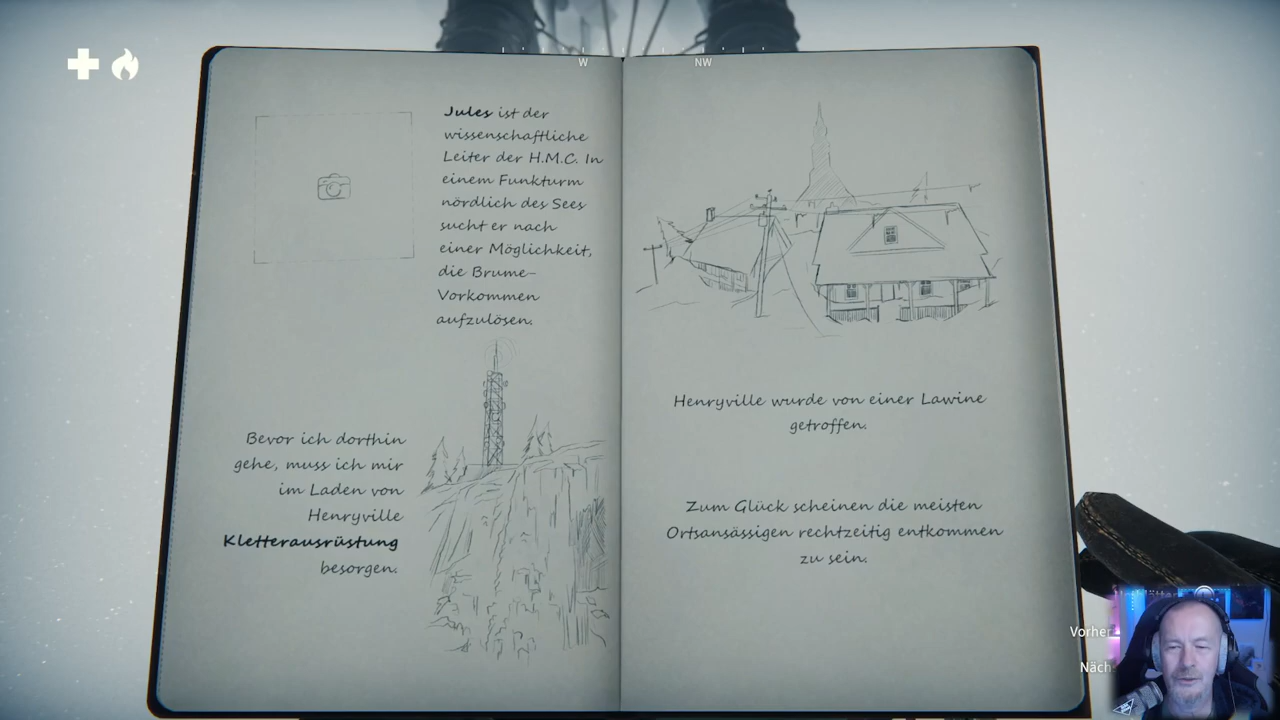 W
NW
Jules ist der
wissenschaftliche
Leiter der H.M.C. In
einem Funkturm
nördlich des Sees
sucht er nach
einer Möglichkeit,
die Brume-
Vorkommen
aufzulösen.
Bevor ich dorthin
gehe, muss ich mir
im Laden von
Henryville
Kletterausrüstung
besorgen.
Henryville wurde von einer Lawine
getroffen.
Zum Glück scheinen die meisten
Ortsansässigen rechtzeitig entkommen
zu sein.
Vorher
Näch